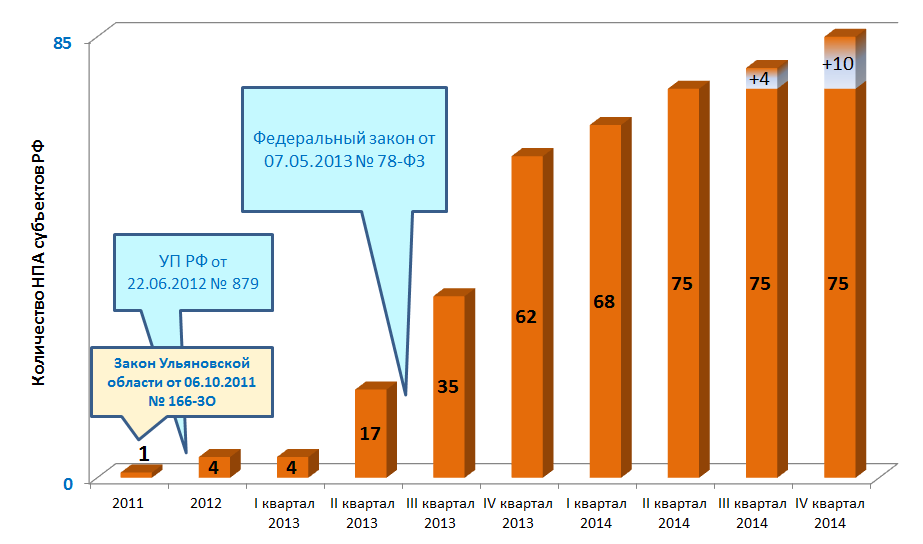 85
Количество НПА субъектов РФ
0
Федеральный закон от
07.05.2013 № 78-ФЗ
УП РФ от
22.06.2012 № 879
Закон Ульяновской
области от 06.10.2011
№ 166-ЗО
1
4
4
17
35
62
68
75
75
+4
75
+10
2011
2012
I квартал
2013
II квартал
2013
III квартал
2013
IV квартал
2013
I квартал
2014
II квартал
2014
III квартал
2014
IV квартал
2014